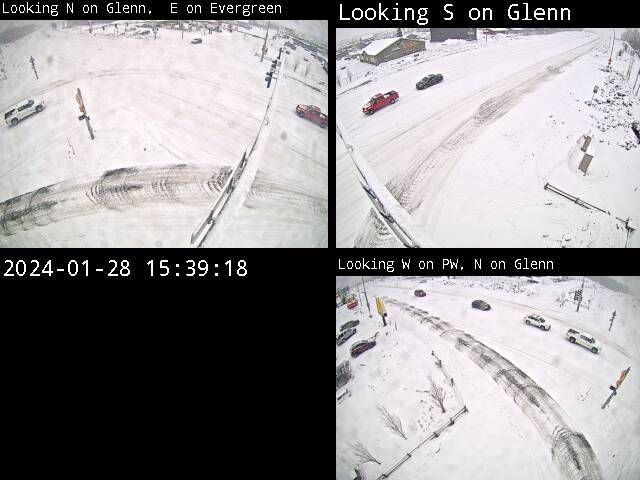 Looking N on Glenn,  E on Evergreen
Looking S on Glenn
2024-01-28 15:39:18
Looking W on PW, N on Glenn